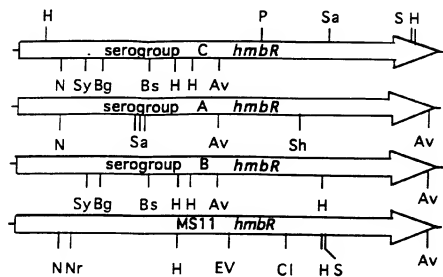 H P Sa S H
serogroup C hmbR
N Sy Bg Bs H H Av
serogroup A hmbR
N Sa Av Sh Av
serogroup B hmbR
Sy Bg Bs H H Av H Av
MS11 hmbR
N Nr H EV Cl H S Av